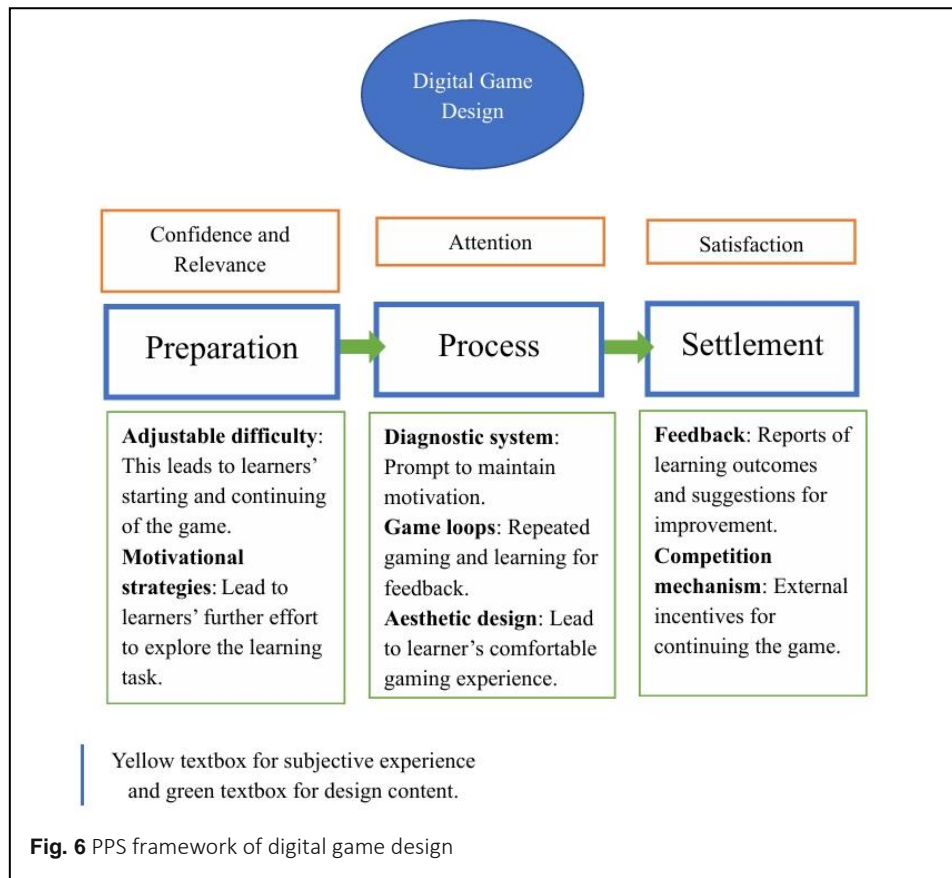 Digital Game
Design
Confidence and
Relevance
Attention
Satisfaction
Preparation
Process
Settlement
Adjustable difficulty:
This leads to learners’
starting and continuing
of the game.
Motivational
strategies: Lead to
learners’ further effort
to explore the learning
task.
Diagnostic system:
Prompt to maintain
motivation.
Game loops: Repeated
gaming and learning for
feedback.
Aesthetic design: Lead
to learner’s comfortable
gaming experience.
Feedback: Reports of
learning outcomes
and suggestions for
improvement.
Competition
mechanism: External
incentives for
continuing the game.
Yellow textbox for subjective experience
and green textbox for design content.
Fig. 6 PPS framework of digital game design